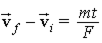 v⃗_f − v⃗_i = mt/F